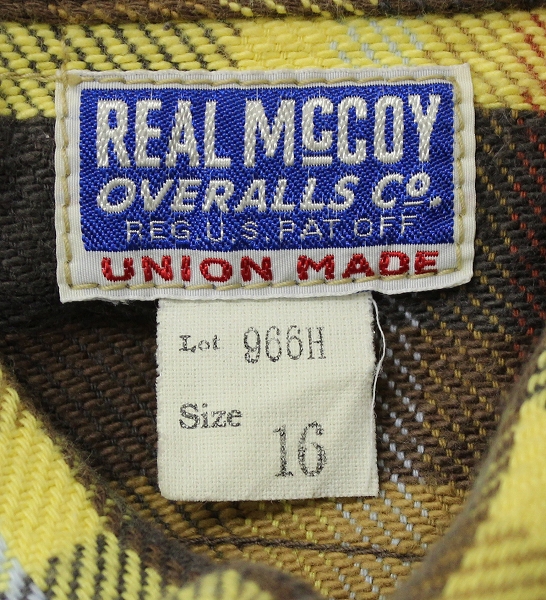 REAL McCOY
OVERALLS Co.
REG. U.S. PAT. OFF
UNION MADE
Lot 966H
Size 16